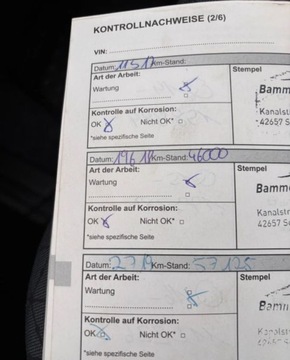 KONTROLLNACHWEISE (2/6)
VIN:
Datum: Km-Stand: Stempel
Art der Arbeit:
Wartung
Bamm
Kanalst
42657 S
Kontrolle auf Korrosion:
OK Nicht OK*
*siehe spezifische Seite
Datum: Km-Stand: 46000 Stempel
Art der Arbeit:
Wartung
Bamme
Kontrolle auf Korrosion:
Kanalstr
OK Nicht OK*
42657 So
*siehe spezifische Seite
Datum: Km-Stand: 53125 Stempel
Art der Arbeit:
Wartung
Bamm
Kontrolle auf Korrosion:
OK Nicht OK*
*siehe spezifische Seite